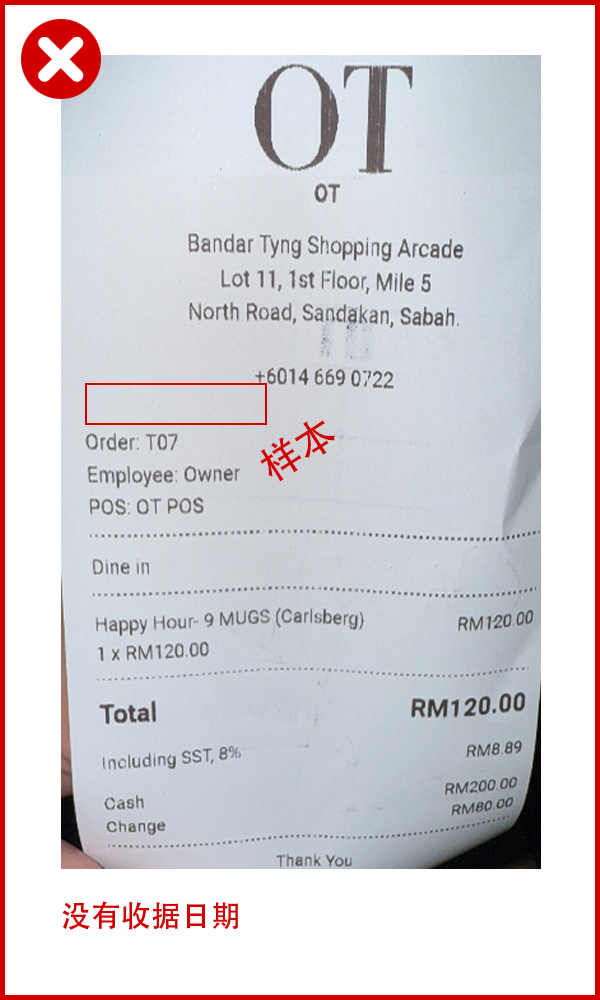 OT
OT
Bandar Tyng Shopping Arcade
Lot 11, 1st Floor, Mile 5
North Road, Sandakan, Sabah.
+6014 669 0722
Order: T07
样本
Employee: Owner
POS: OT POS
Dine in
Happy Hour- 9 MUGS (Carlsberg) RM120.00
1 x RM120.00
Total RM120.00
Including SST, 8% RM8.89
Cash RM200.00
Change RM80.00
Thank You
没有收据日期